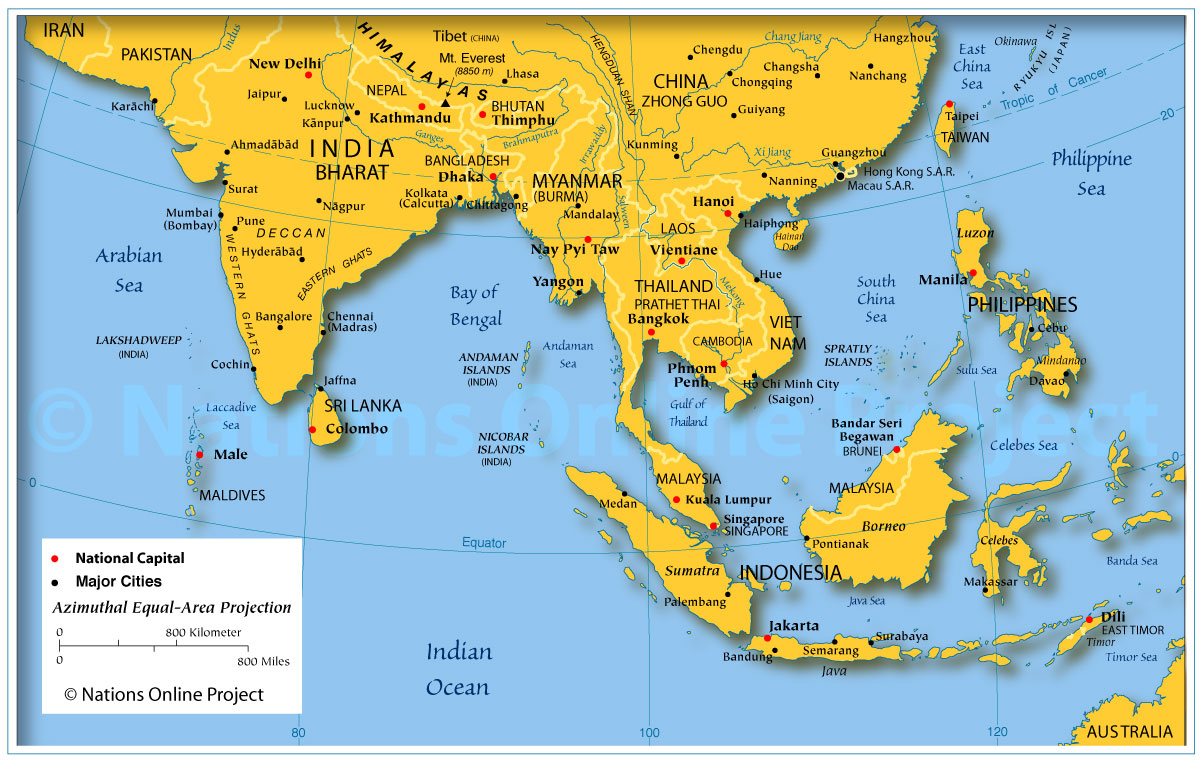 IRAN
PAKISTAN
Indus
HIMALAYAS
Tibet (CHINA)
Mt. Everest
(8850 m)
Lhasa
HENGDUAN SHAN
Chengdu
Chang Jiang
Hangzhou
East
China
Sea
Okinawa
RYUKYU ISL
(JAPAN)
New Delhi
Jaipur
NEPAL
Lucknow
Kānpur
Kathmandu
BHUTAN
Thimphu
CHINA
ZHONG GUO
Chongqing
Changsha
Nanchang
Guiyang
Tropic of Cancer
20
Karāchi
Ahmadābād
INDIA
BHARAT
Ganges
Brahmaputra
Irrawaddy
BANGLADESH
Dhaka
Kunming
Xi Jiang
Guangzhou
Taipei
TAIWAN
Hong Kong S.A.R.
Macau S.A.R.
Philippine
Sea
Surat
Nāgpur
Kolkata
(Calcutta)
Chittagong
MYANMAR
(BURMA)
Mandalay
Salween
Nanning
Hanoi
Haiphong
LAOS
Hainan
Dao
Mumbai
(Bombay)
Pune
DECCAN
Hyderābād
WESTERN GHATS
EASTERN GHATS
Nay Pyi Taw
Vientiane
Luzon
Arabian
Sea
Bay of
Bengal
Yangon
THAILAND
PRATHET THAI
Bangkok
Mekong
Hue
South
China
Sea
Manila
PHILIPPINES
Bangalore
Chennai
(Madras)
LAKSHADWEEP
(INDIA)
Cochin
ANDAMAN
ISLANDS
(INDIA)
Andaman
Sea
CAMBODIA
VIET
NAM
Phnom
Penh
Ho Chi Minh City
(Saigon)
SPRATLY
ISLANDS
Cebu
Sulu Sea
Mindanao
Davao
Jaffna
SRI LANKA
Colombo
Laccadive
Sea
Gulf of
Thailand
© Nations Online Project
Male
MALDIVES
NICOBAR
ISLANDS
(INDIA)
Bandar Seri
Begawan
BRUNEI
Celebes Sea
0
0
Medan
MALAYSIA
Kuala Lumpur
Singapore
SINGAPORE
MALAYSIA
Borneo
Equator
Pontianak
Celebes
Sumatra
INDONESIA
Palembang
Makassar
Banda Sea
Java Sea
Jakarta
Bandung
Semarang
Surabaya
Java
Dili
EAST TIMOR
Timor
Timor Sea
Indian
Ocean
AUSTRALIA
National Capital
Major Cities
Azimuthal Equal-Area Projection
0 800 Kilometer
0 800 Miles
© Nations Online Project
80
100
120